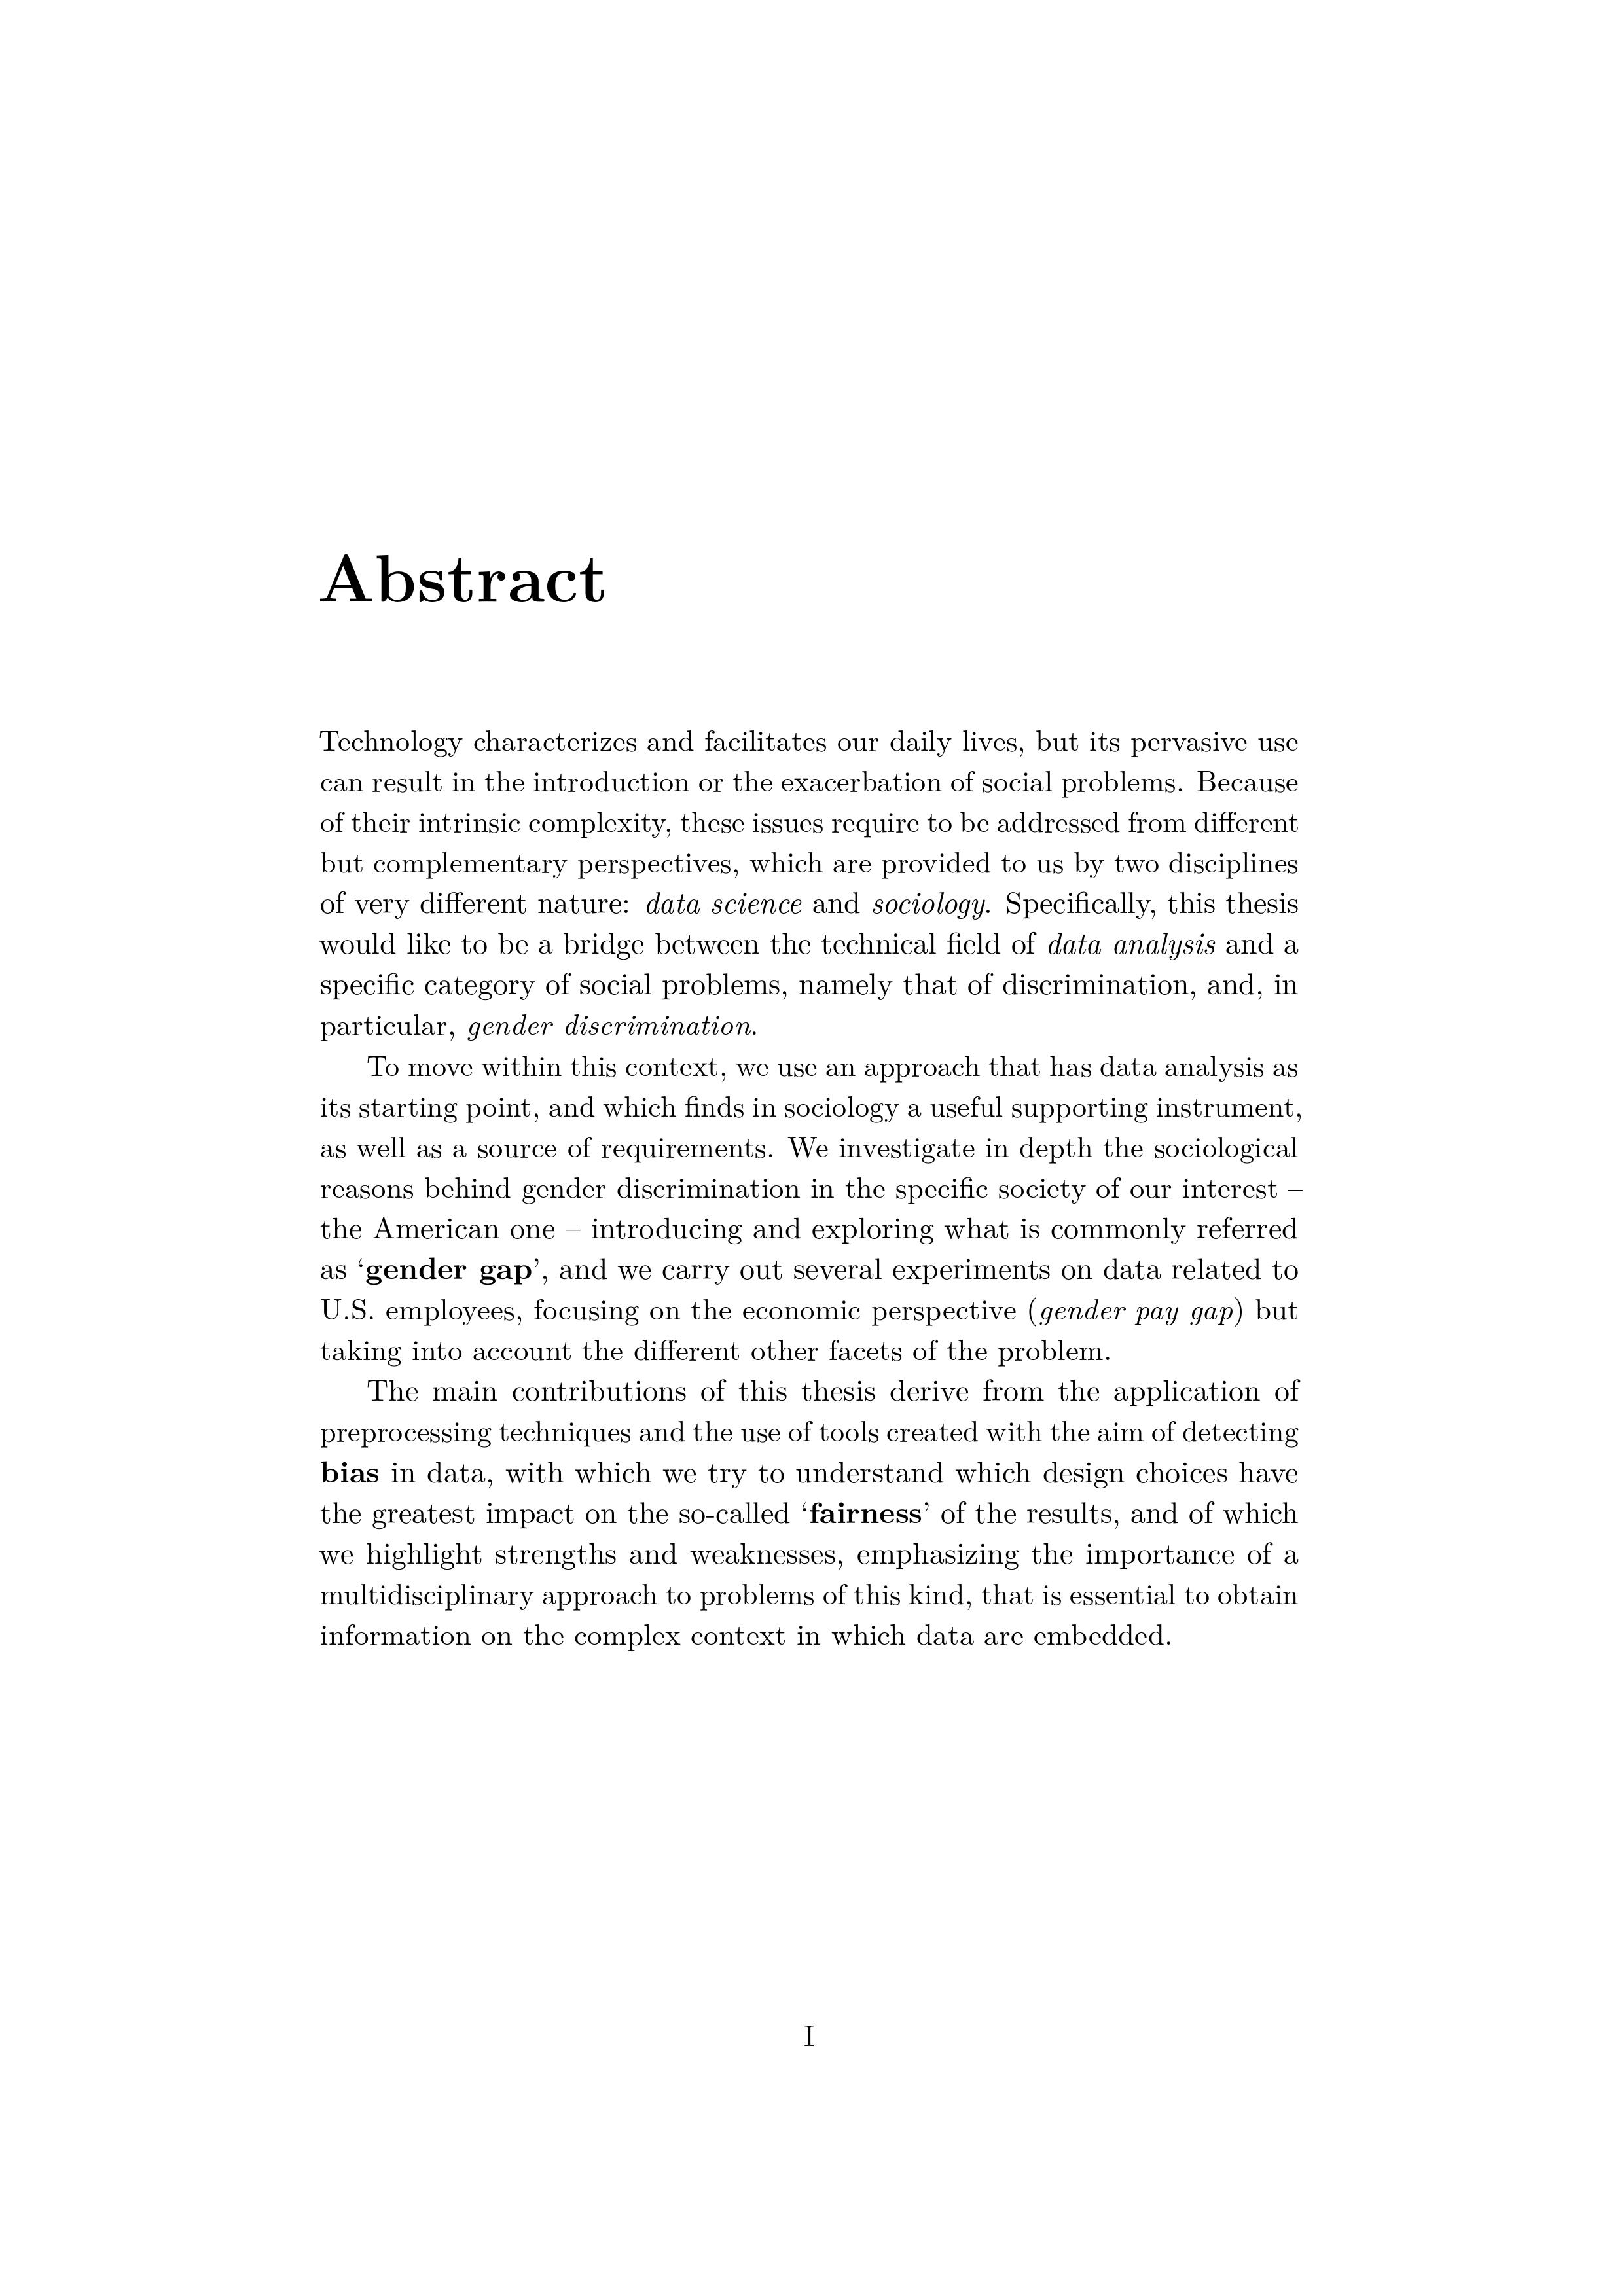 Abstract
Technology characterizes and facilitates our daily lives, but its pervasive use
can result in the introduction or the exacerbation of social problems. Because
of their intrinsic complexity, these issues require to be addressed from different
but complementary perspectives, which are provided to us by two disciplines
of very different nature: data science and sociology. Specifically, this thesis
would like to be a bridge between the technical field of data analysis and a
specific category of social problems, namely that of discrimination, and, in
particular, gender discrimination.
To move within this context, we use an approach that has data analysis as
its starting point, and which finds in sociology a useful supporting instrument,
as well as a source of requirements. We investigate in depth the sociological
reasons behind gender discrimination in the specific society of our interest –
the American one – introducing and exploring what is commonly referred
as ‘gender gap’, and we carry out several experiments on data related to
U.S. employees, focusing on the economic perspective (gender pay gap) but
taking into account the different other facets of the problem.
The main contributions of this thesis derive from the application of
preprocessing techniques and the use of tools created with the aim of detecting
bias in data, with which we try to understand which design choices have
the greatest impact on the so-called ‘fairness’ of the results, and of which
we highlight strengths and weaknesses, emphasizing the importance of a
multidisciplinary approach to problems of this kind, that is essential to obtain
information on the complex context in which data are embedded.
I